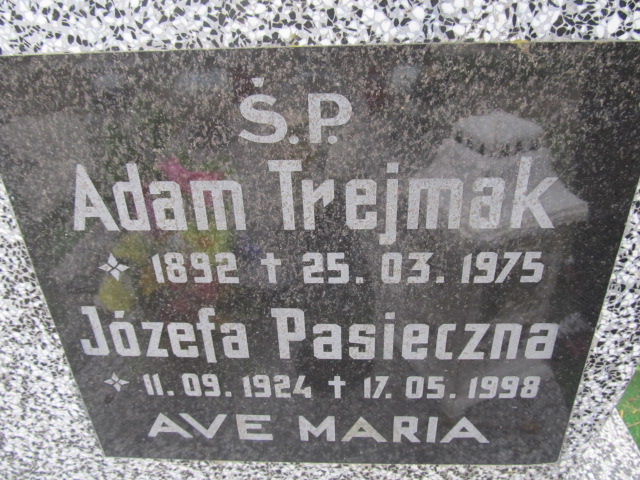 Ś.P.
Adam Trejmak
1892 † 25. 03. 1975
Józefa Pasieczna
11. 09. 1924 † 17. 05. 1998
AVE MARIA